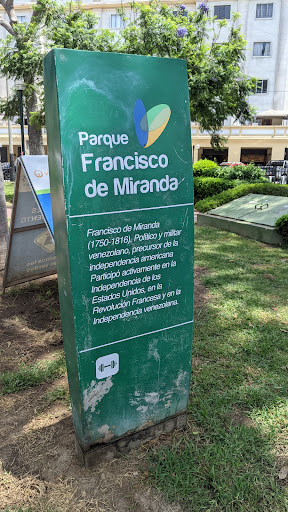 Parque
Francisco
de Miranda
Francisco de Miranda
(1750-1816), Político y militar
venezolano, precursor de la
independencia americana
Participó activamente en la
Independencia de los
Estados Unidos, en la
Revolución Francesa y en la
Independencia venezolana.